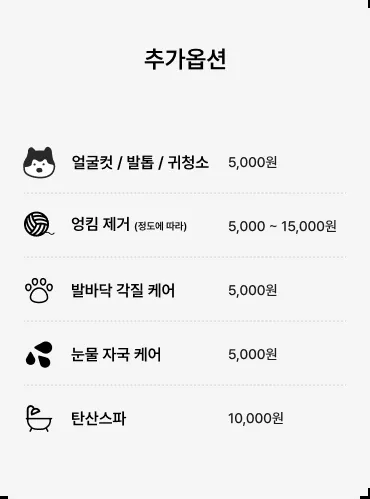 추가옵션
얼굴컷 / 발톱 / 귀청소 5,000원
엉킴 제거 (정도에 따라) 5,000 ~ 15,000원
발바닥 각질 케어 5,000원
눈물 자국 케어 5,000원
탄산스파 10,000원